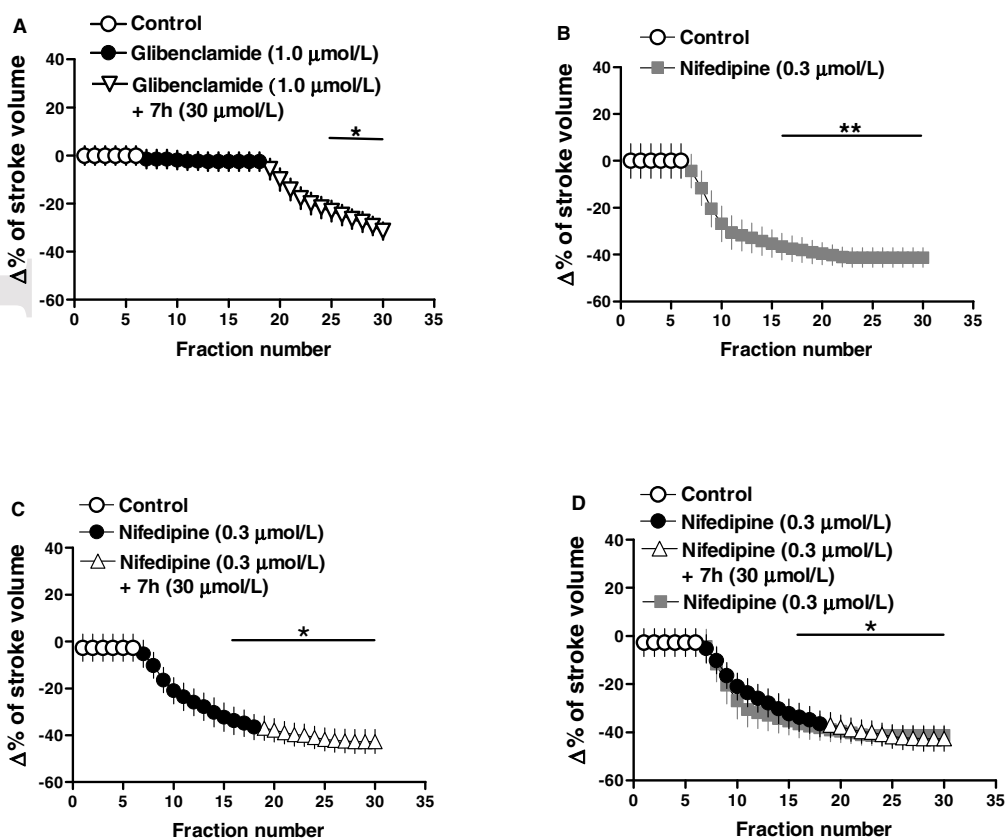 A
Control
Glibenclamide (1.0 μmol/L)
Glibenclamide (1.0 μmol/L)
+ 7h (30 μmol/L)
*
40
20
0
-20
-40
-60
Δ% of stroke volume
0 5 10 15 20 25 30 35
Fraction number
B
Control
Nifedipine (0.3 μmol/L)
**
40
20
0
-20
-40
-60
Δ% of stroke volume
0 5 10 15 20 25 30 35
Fraction number
C
Control
Nifedipine (0.3 μmol/L)
Nifedipine (0.3 μmol/L)
+ 7h (30 μmol/L)
*
40
20
0
-20
-40
-60
Δ% of stroke volume
0 5 10 15 20 25 30 35
Fraction number
D
Control
Nifedipine (0.3 μmol/L)
Nifedipine (0.3 μmol/L)
+ 7h (30 μmol/L)
Nifedipine (0.3 μmol/L)
*
40
20
0
-20
-40
-60
Δ% of stroke volume
0 5 10 15 20 25 30 35
Fraction number